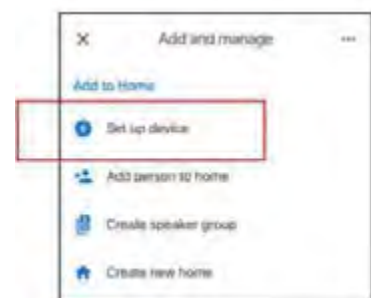 Add and manage
Add to Home
Set up device
Add person to home
Create speaker group
Create new home